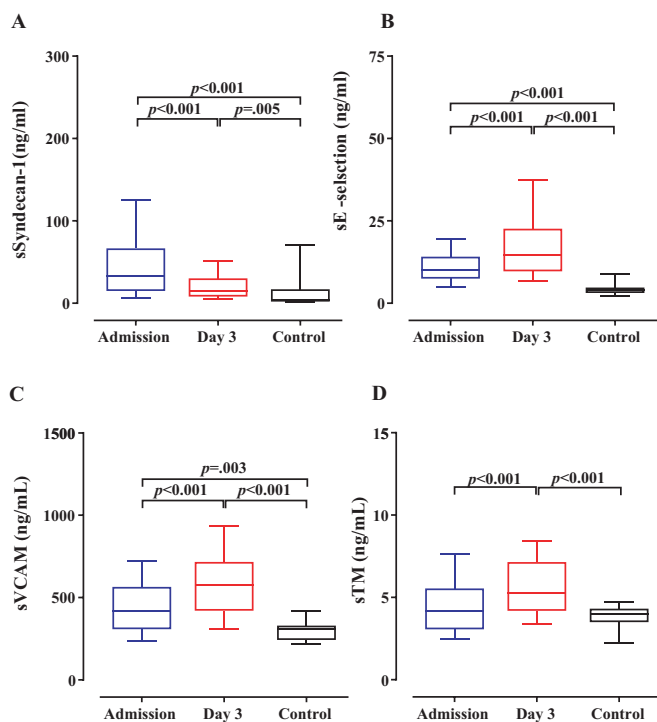 A
sSyndecan-1(ng/ml)
300
200
100
0
p<0.001
p<0.001
p=.005
Admission
Day 3
Control
B
sE -selsction (ng/ml)
75
50
25
0
p<0.001
p<0.001
p<0.001
Admission
Day 3
Control
C
sVCAM (ng/mL)
1500
1000
500
0
p=.003
p<0.001
p<0.001
Admission
Day 3
Control
D
sTM (ng/mL)
15
10
5
0
p<0.001
p<0.001
Admission
Day 3
Control